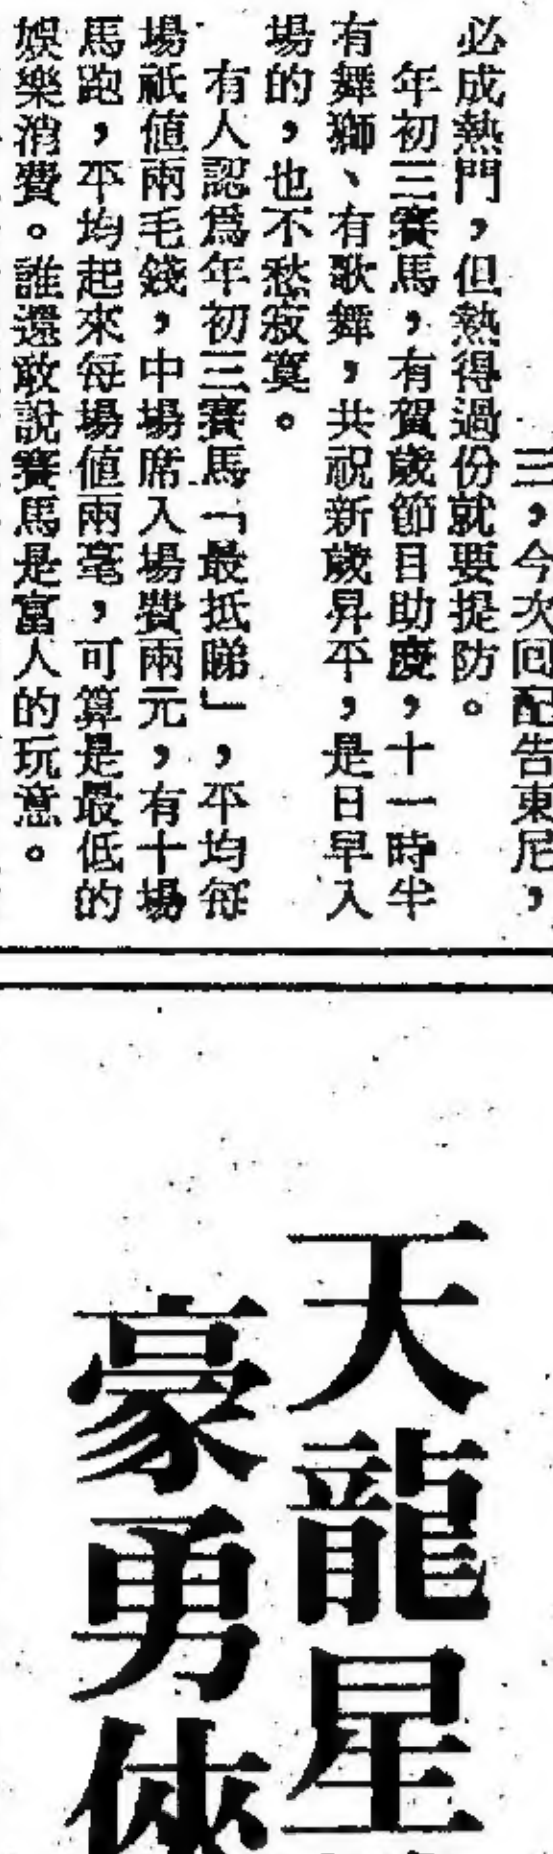 三，今次回配告東尼，
必成熱門，但熱得過份就要提防。
年初三賽馬，有賀歲節目助慶，十一時半
有舞獅、有歌舞，共祝新歲昇平，是日早入
場的，也不愁寂寞。
有人認爲年初三賽馬「最抵睇」，平均每
場祇值兩毛錢，中場席入場費兩元，有十場
馬跑，平均起來每場值兩毫，可算是最低的
娛樂消費。誰還敢說賽馬是富人的玩意。
天龍星
豪勇俠